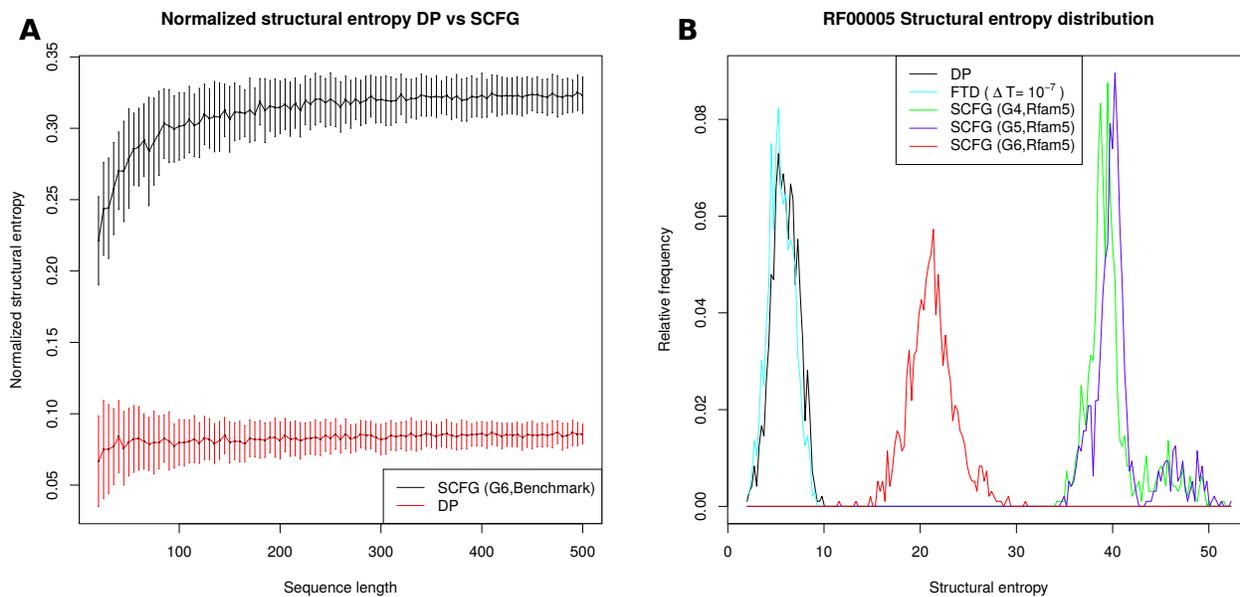 A
Normalized structural entropy DP vs SCFG
Normalized structural entropy
0.35
0.30
0.25
0.20
0.15
0.10
0.05
SCFG (G6,Benchmark)
DP
100 200 300 400 500
Sequence length
B
RF00005 Structural entropy distribution
Relative frequency
0.08
0.06
0.04
0.02
0.00
DP
FTD ( Δ T= 10⁻⁷ )
SCFG (G4,Rfam5)
SCFG (G5,Rfam5)
SCFG (G6,Rfam5)
0 10 20 30 40 50
Structural entropy